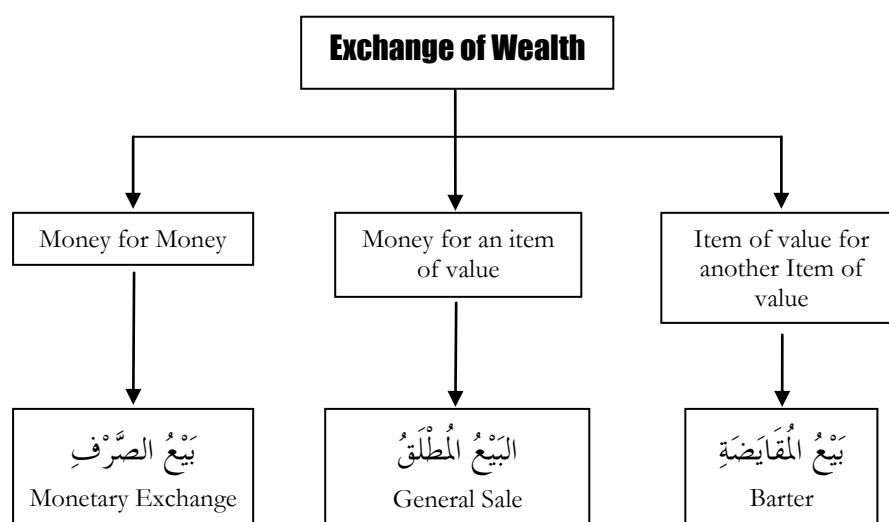 Exchange of Wealth
Money for Money
Money for an item
of value
Item of value for
another Item of
value
بَيْعُ الصَّرْفِ
Monetary Exchange
البَيْعُ المُطْلَقُ
General Sale
بَيْعُ المُقَايَضَةِ
Barter